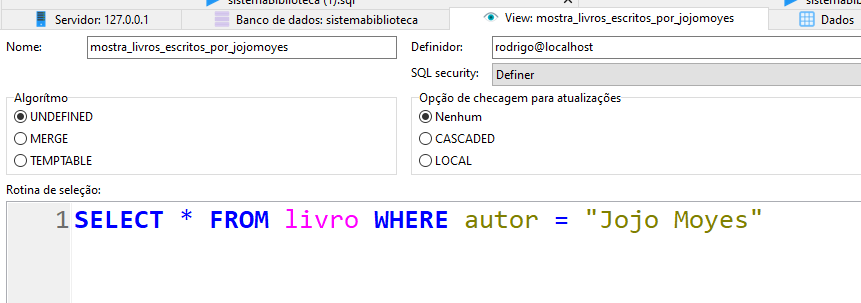 sistemabiblioteca (1).sql
Servidor: 127.0.0.1
Banco de dados: sistemabiblioteca
View: mostra_livros_escritos_por_jojomoyes
Dados
Nome:
mostra_livros_escritos_por_jojomoyes
Definidor:
rodrigo@localhost
SQL security:
Definer
Algorítmo
UNDEFINED
MERGE
TEMPTABLE
Opção de checagem para atualizações
Nenhum
CASCADED
LOCAL
Rotina de seleção:
1 SELECT * FROM livro WHERE autor = "Jojo Moyes"